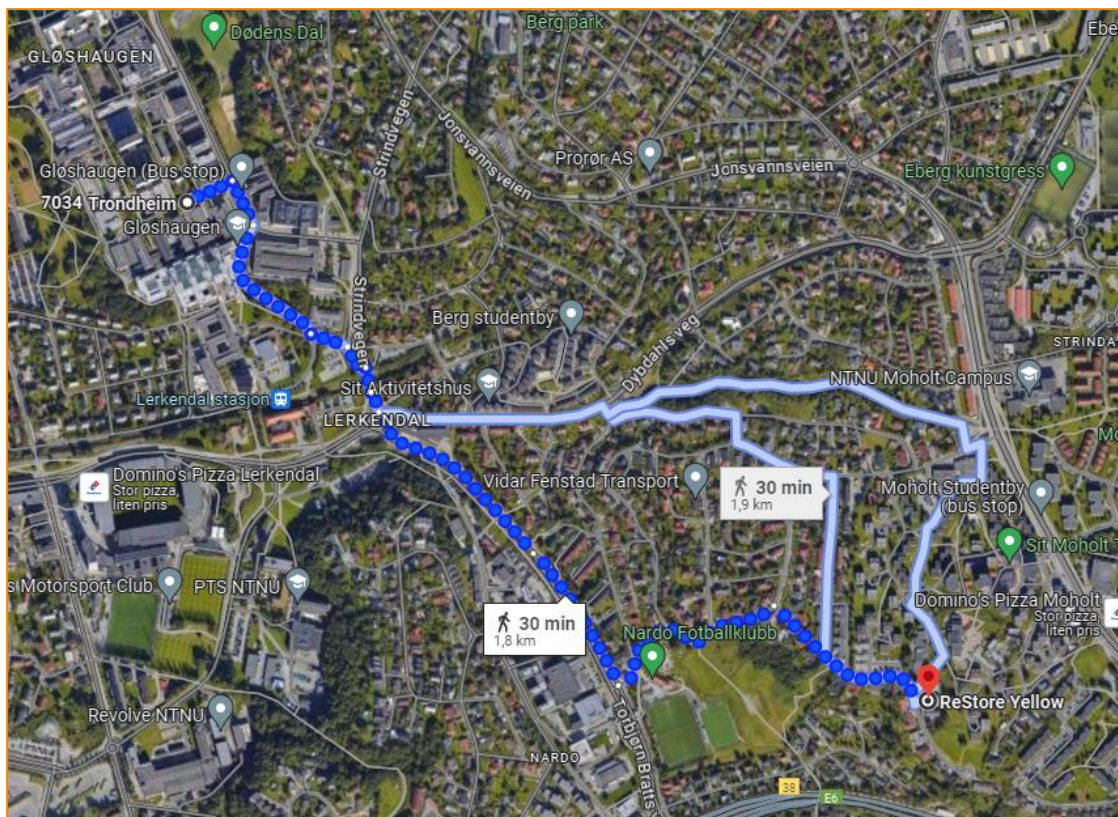 Berg park
Dødens Dal
Ebe
GLØSHAUGEN
Strindvegen
Jonsvannsveien
Prorør AS
Jonsvannsveien
Eberg kunstgress
Gløshaugen (Bus stop)
7034 Trondheim
Gløshaugen
Strindvegen
Berg studentby
Dybdahls veg
STRINDA
Sit Aktivitetshus
NTNU Moholt Campus
Lerkendal stasjon
LERKENDAL
Mo
Domino's Pizza Lerkendal
Stor pizza,
liten pris
Vidar Fenstad Transport
30 min
1,9 km
Moholt Studentby
(bus stop)
Sit Moholt T
s Motorsport Club
PTS NTNU
Domino's Pizza Moholt
Stor pizza,
liten pris
30 min
1,8 km
Nardo Fotballklubb
ReStore Yellow
Revolve NTNU
Torbjørn Bratts
NARDO
38
E6